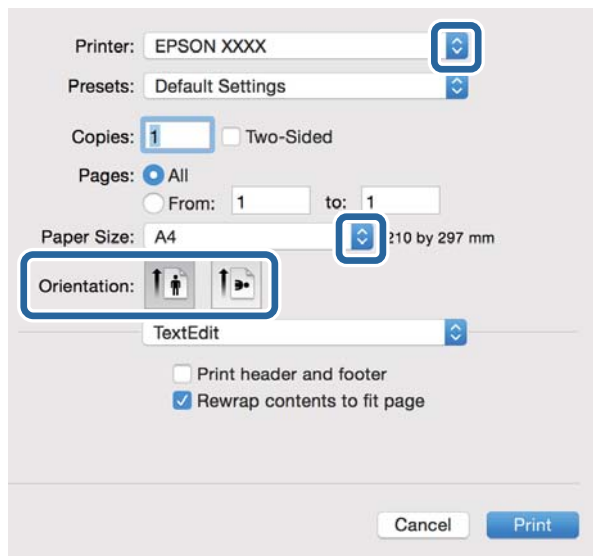 Printer: EPSON XXXX
Presets: Default Settings
Copies: 1 Two-Sided
Pages: All
From: 1 to: 1
Paper Size: A4 210 by 297 mm
Orientation:
TextEdit
Print header and footer
Rewrap contents to fit page
Cancel Print